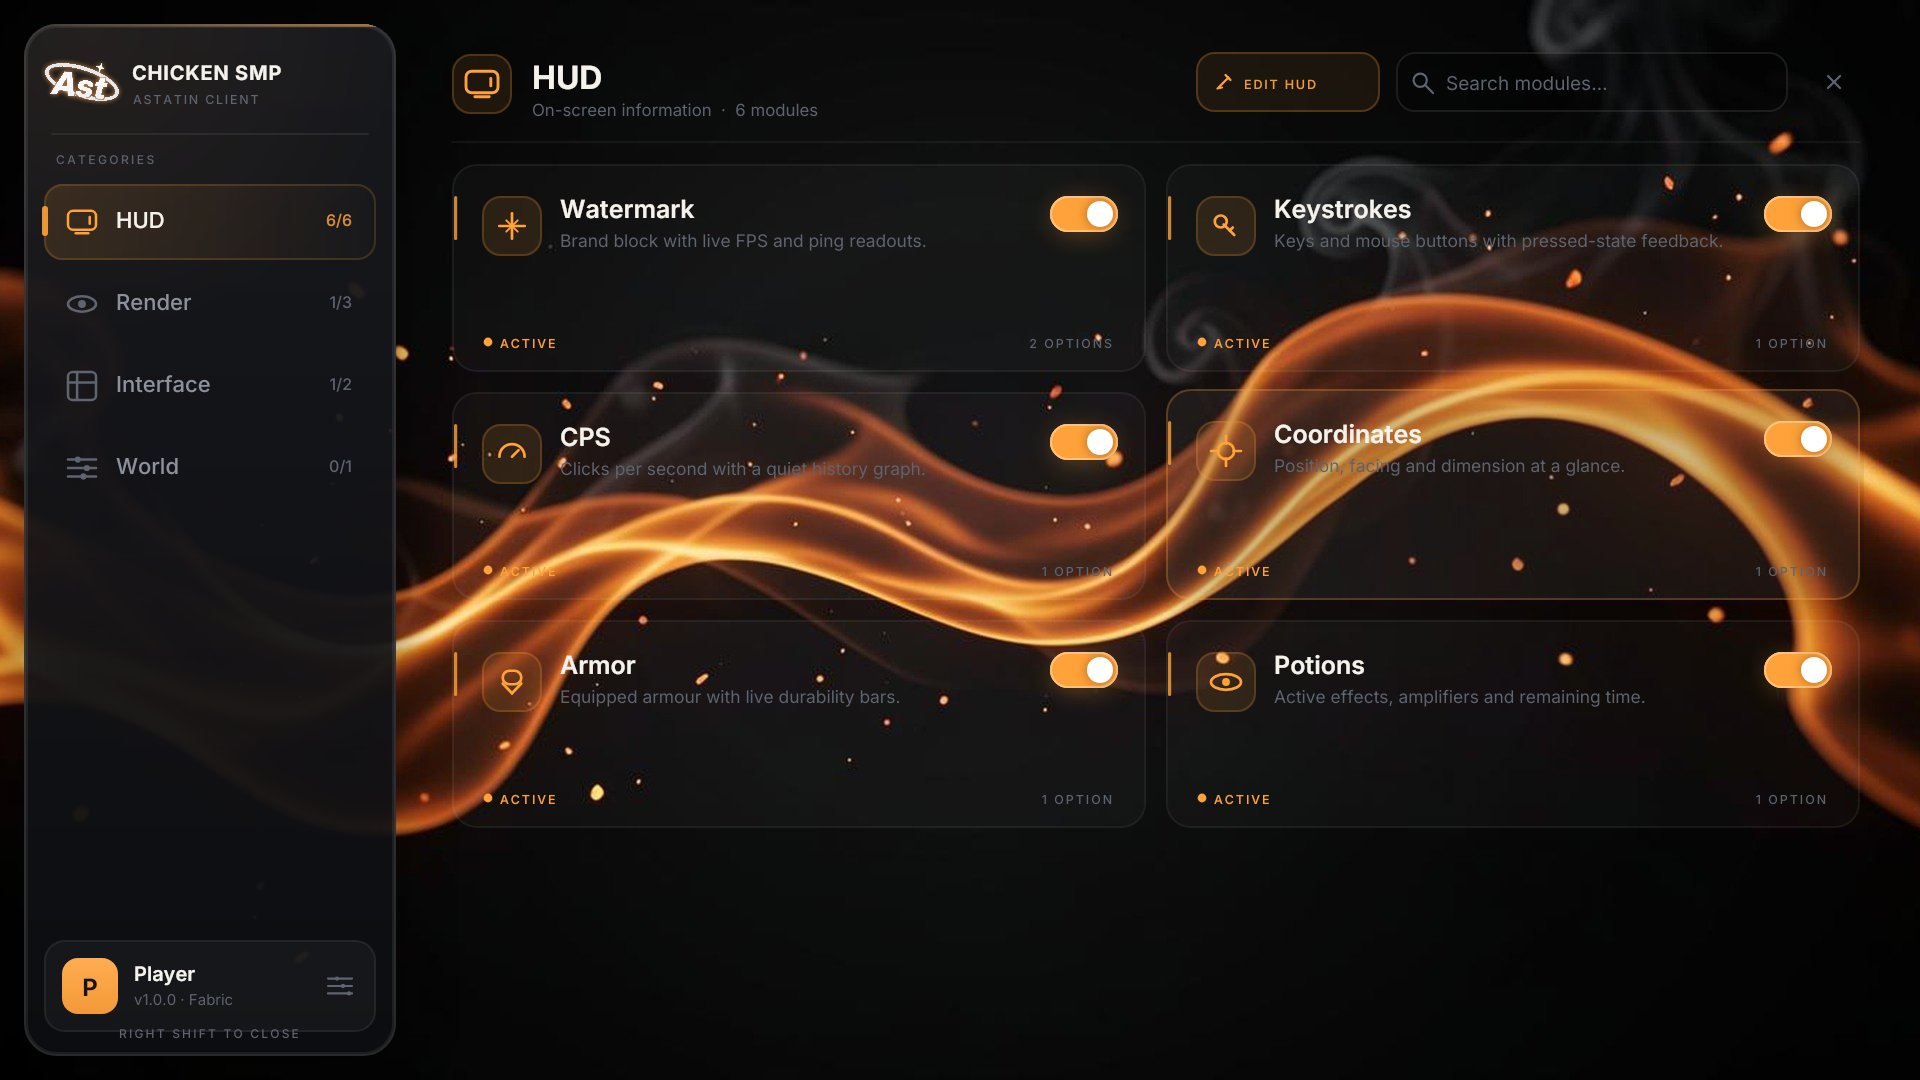 Ast
CHICKEN SMP
ASTATIN CLIENT
CATEGORIES
HUD 6/6
Render 1/3
Interface 1/2
World 0/1
P
Player
v1.0.0 · Fabric
RIGHT SHIFT TO CLOSE
HUD
On-screen information · 6 modules
EDIT HUD
Search modules...
Watermark
Brand block with live FPS and ping readouts.
ACTIVE 2 OPTIONS
Keystrokes
Keys and mouse buttons with pressed-state feedback.
ACTIVE 1 OPTION
CPS
Clicks per second with a quiet history graph.
ACTIVE 1 OPTION
Coordinates
Position, facing and dimension at a glance.
ACTIVE 1 OPTION
Armor
Equipped armour with live durability bars.
ACTIVE 1 OPTION
Potions
Active effects, amplifiers and remaining time.
ACTIVE 1 OPTION